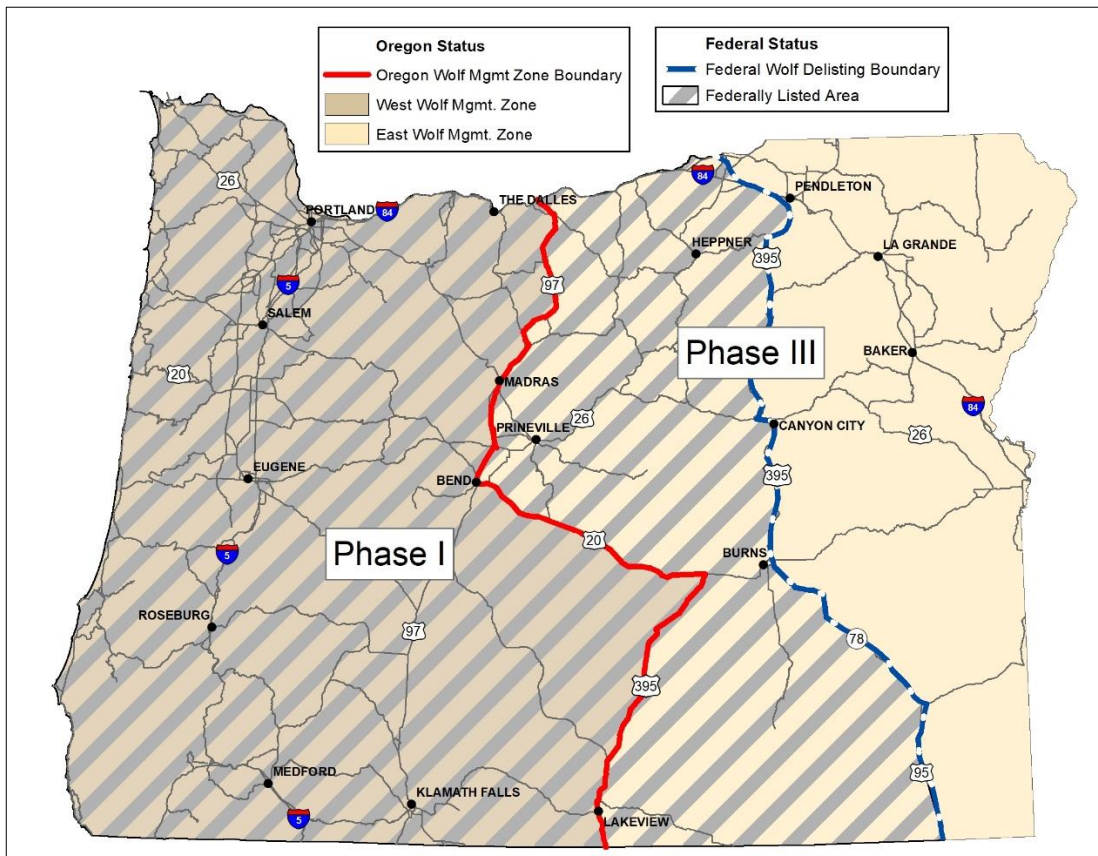 Oregon Status
Oregon Wolf Mgmt Zone Boundary
West Wolf Mgmt. Zone
East Wolf Mgmt. Zone
Federal Status
Federal Wolf Delisting Boundary
Federally Listed Area
26
PORTLAND
84
THE DALLES
84
PENDLETON
HEPPNER
395
LA GRANDE
5
97
SALEM
Phase III
BAKER
20
MADRAS
84
26
PRINEVILLE
CANYON CITY
26
EUGENE
BEND
395
Phase I
5
20
BURNS
ROSEBURG
97
78
395
MEDFORD
95
KLAMATH FALLS
5
LAKEVIEW